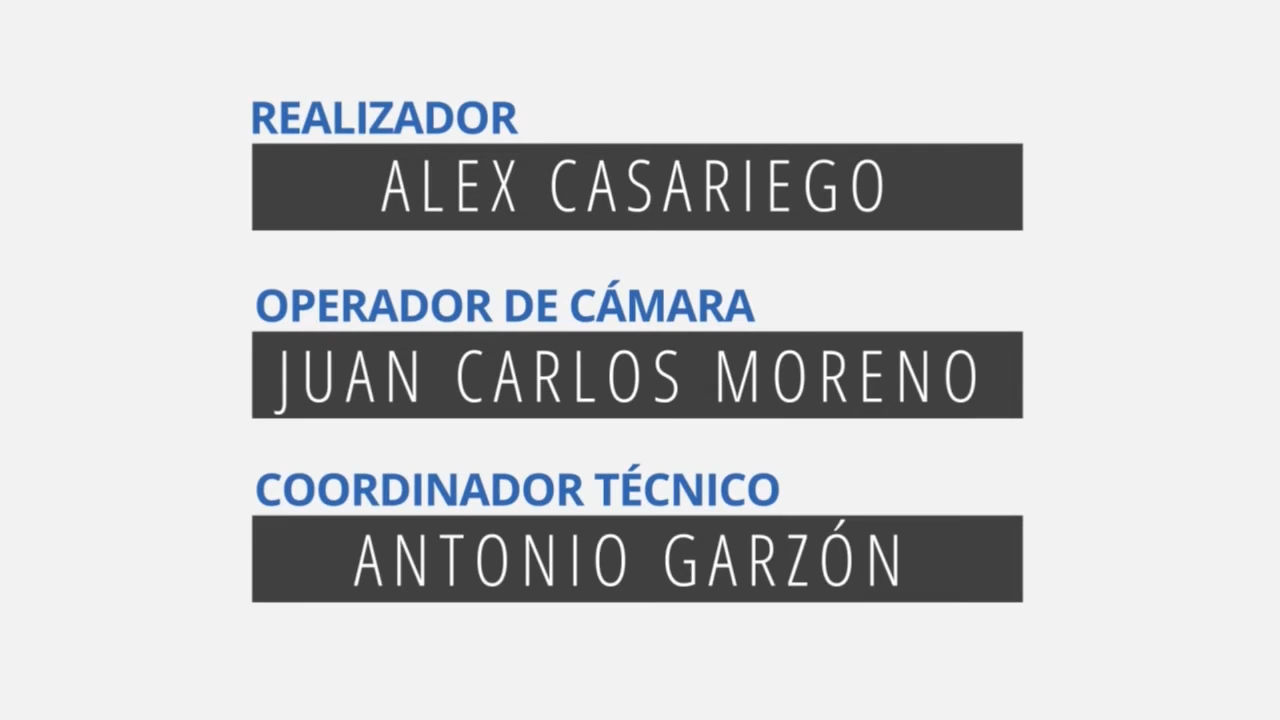 REALIZADOR
ALEX CASARIEGO
OPERADOR DE CÁMARA
JUAN CARLOS MORENO
COORDINADOR TÉCNICO
ANTONIO GARZÓN